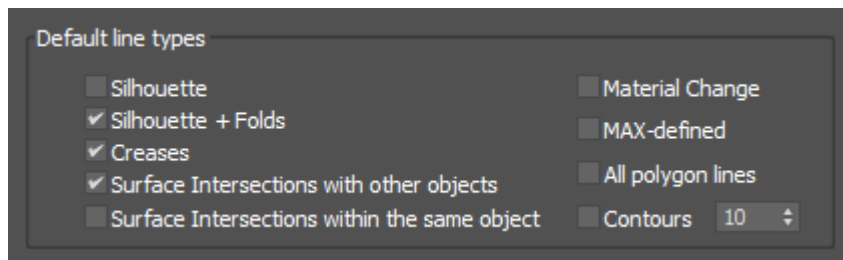 Default line types
Silhouette
Silhouette + Folds
Creases
Surface Intersections with other objects
Surface Intersections within the same object
Material Change
MAX-defined
All polygon lines
Contours 10